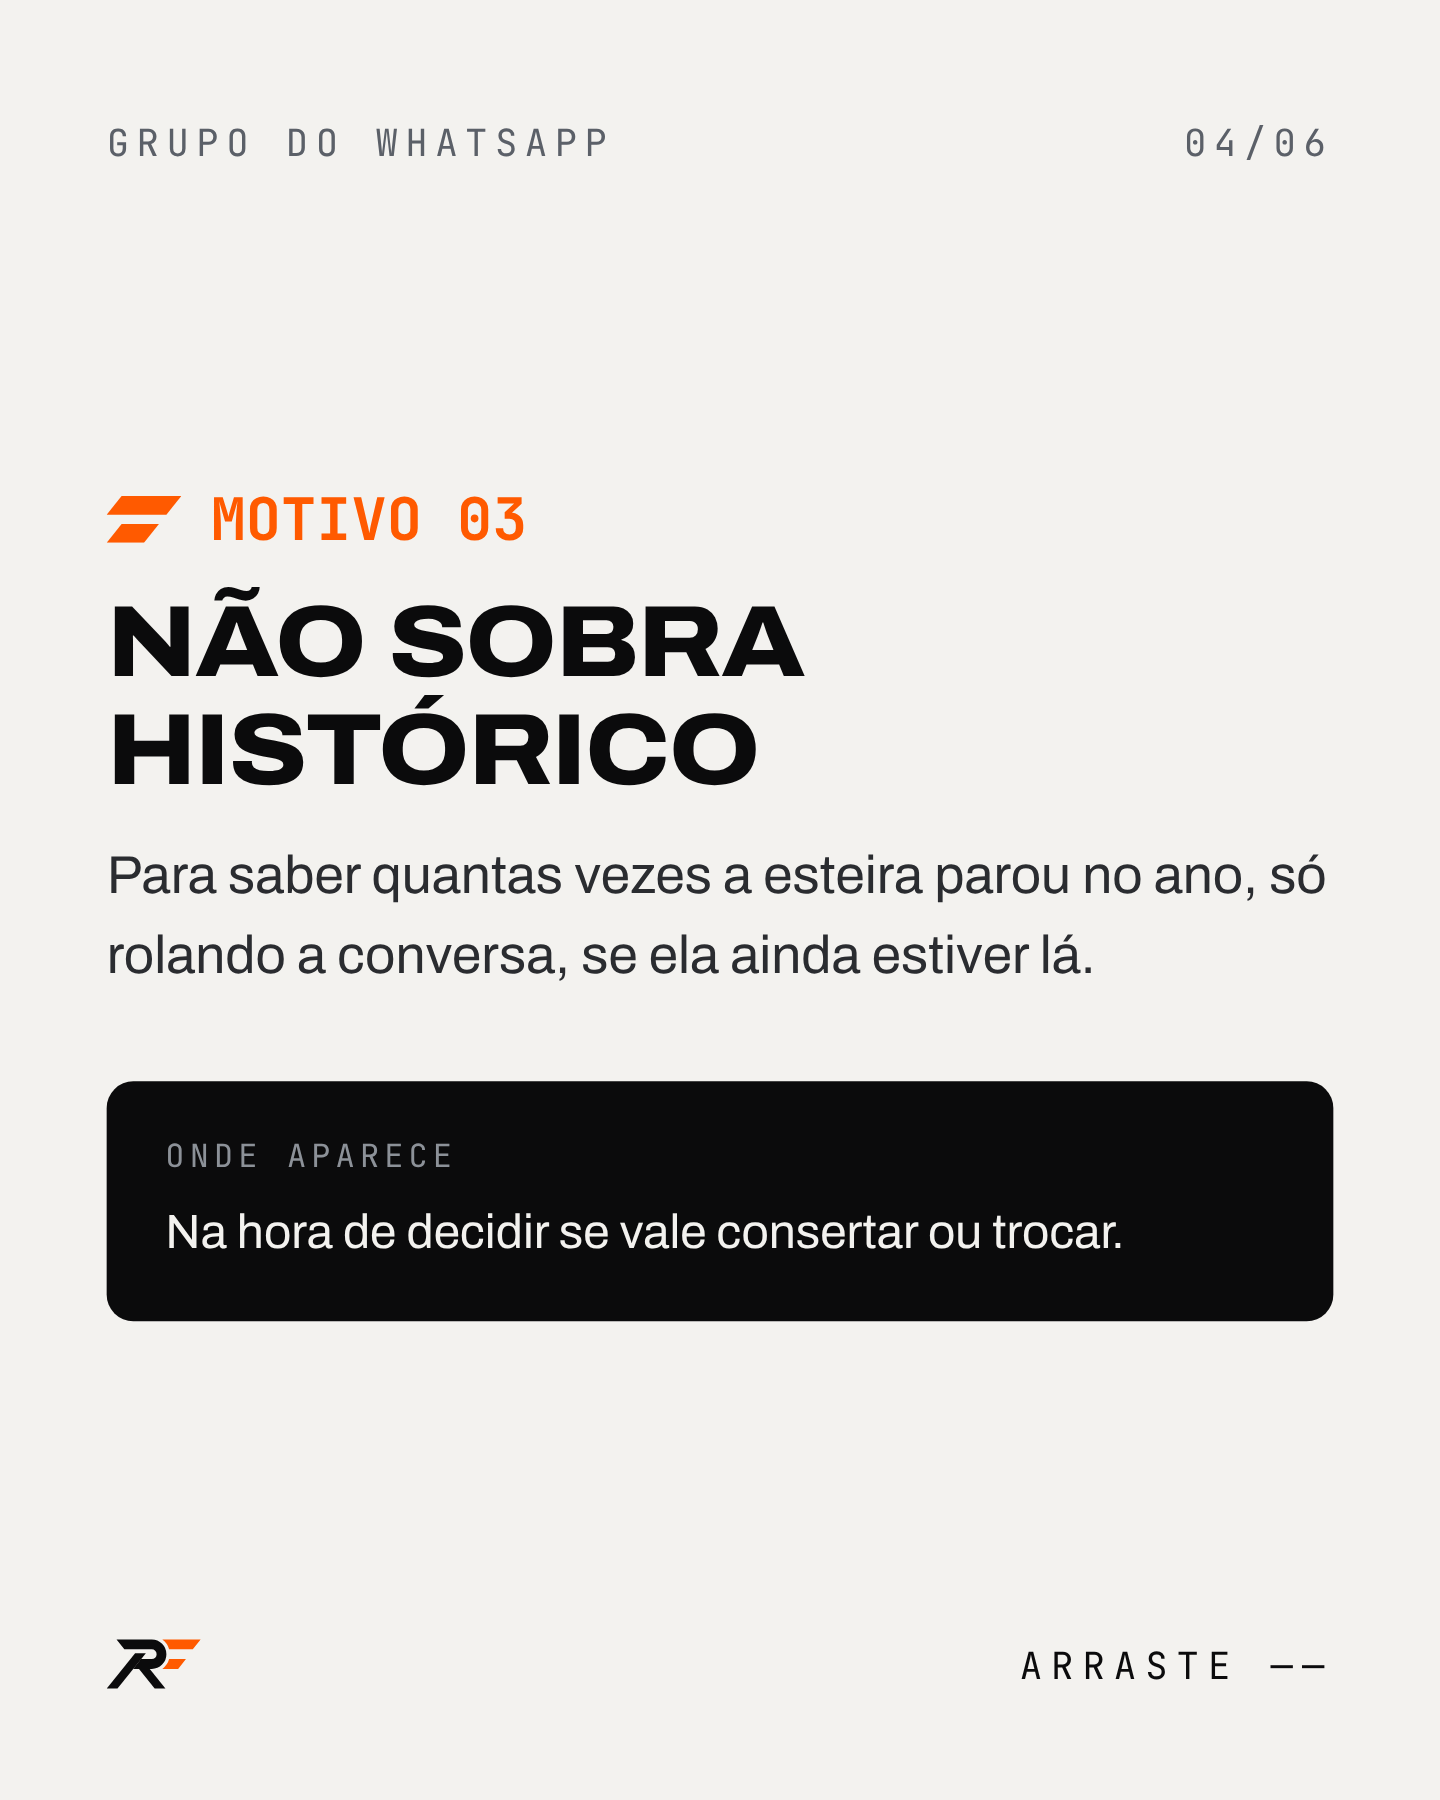 GRUPO DO WHATSAPP
04/06
MOTIVO 03
NÃO SOBRA
HISTÓRICO
Para saber quantas vezes a esteira parou no ano, só
rolando a conversa, se ela ainda estiver lá.
ONDE APARECE
Na hora de decidir se vale consertar ou trocar.
RF
ARRASTE ——